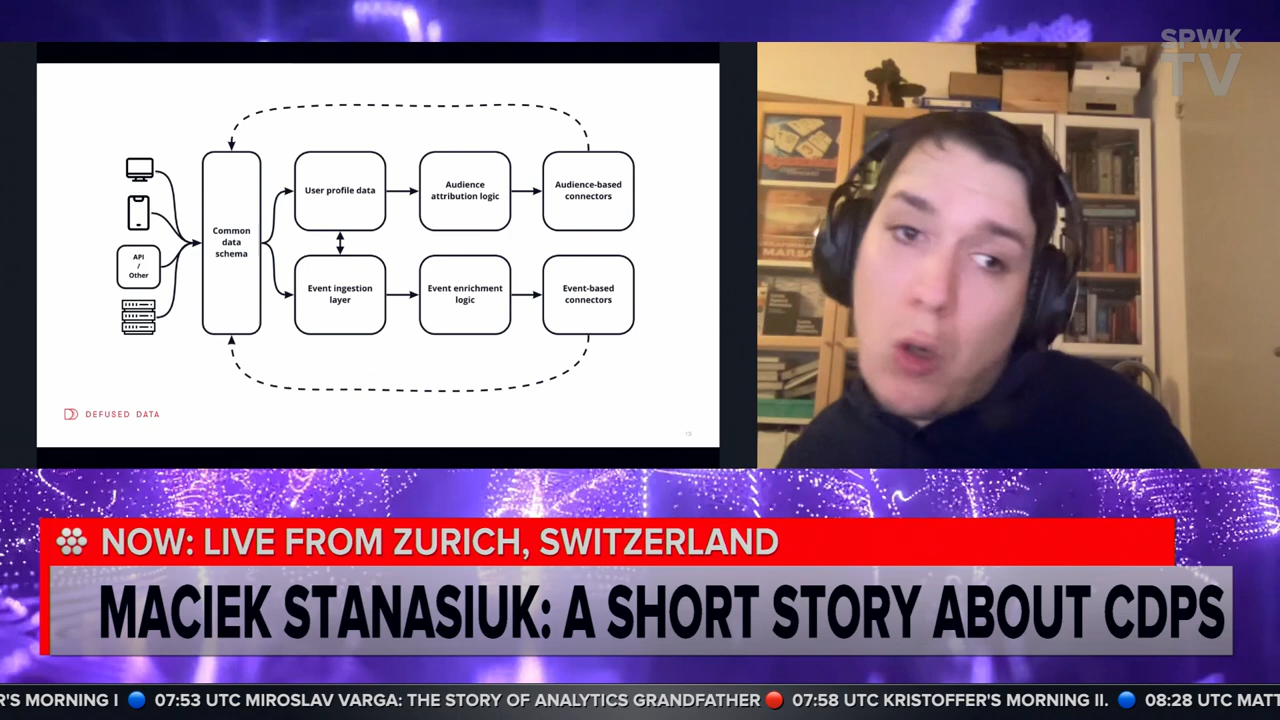 SPWK
TV
User profile data
Audience
attribution logic
Audience-based
connectors
Common
data
schema
API
/
Other
Event ingestion
layer
Event enrichment
logic
Event-based
connectors
DEFUSED DATA
13
NOW: LIVE FROM ZURICH, SWITZERLAND
MACIEK STANASIUK: A SHORT STORY ABOUT CDPS
R'S MORNING I 07:53 UTC MIROSLAV VARGA: THE STORY OF ANALYTICS GRANDFATHER 07:58 UTC KRISTOFFER'S MORNING II. 08:28 UTC MATT